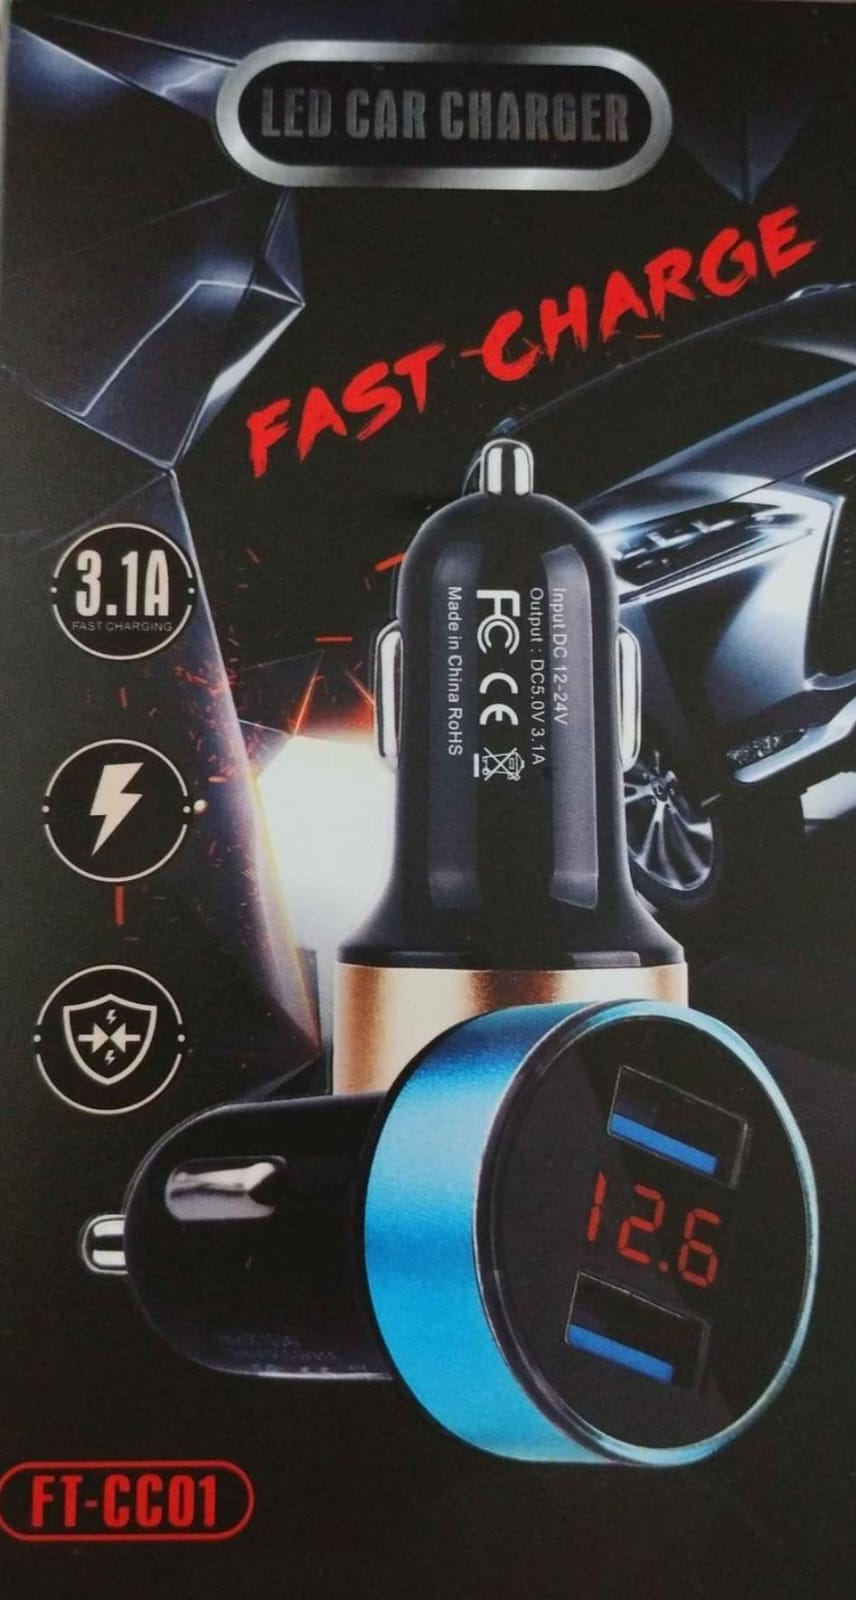 LED CAR CHARGER
FAST CHARGE
3.1A
FAST CHARGING
Input DC 12-24V
Output : DC5.0V 3.1A
FC CE
Made in China RoHS
12.6
FT-CC01